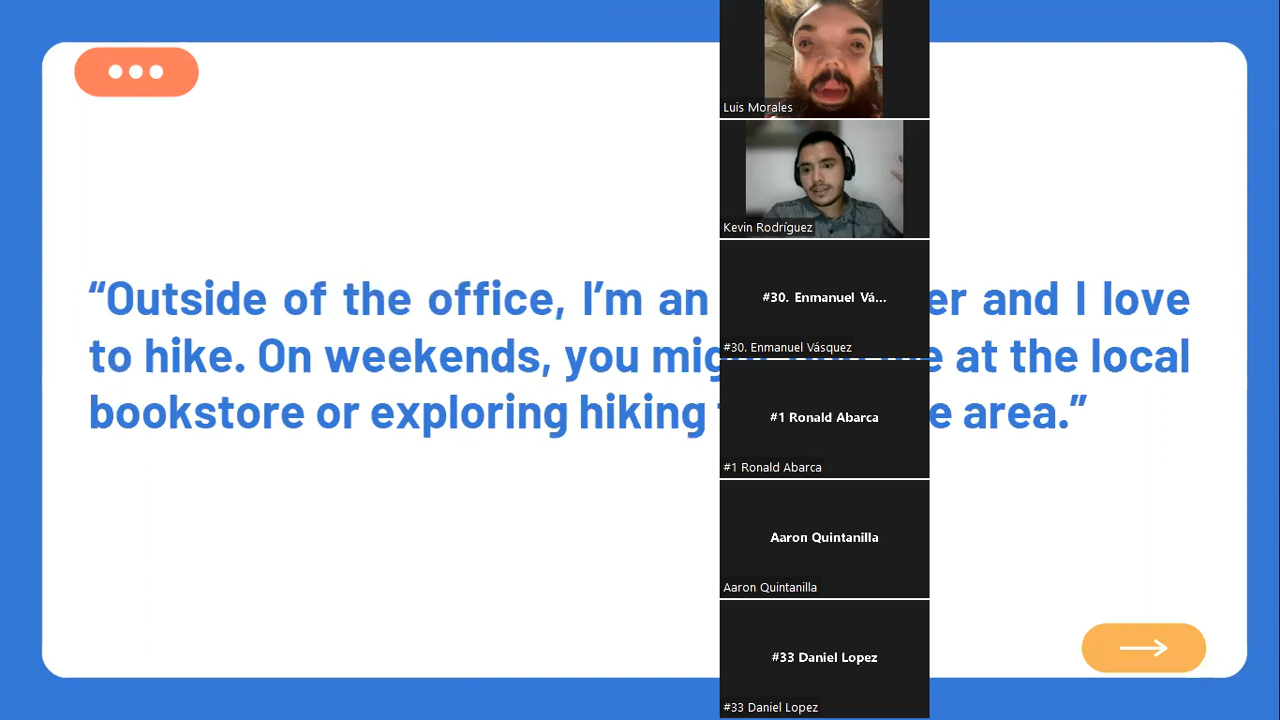 “Outside of the office, I’m an er and I love
to hike. On weekends, you at the local
bookstore or exploring hiking area.”
Luis Morales
Kevin Rodríguez
#30. Enmanuel Vá...
#30. Enmanuel Vásquez
#1 Ronald Abarca
#1 Ronald Abarca
Aaron Quintanilla
Aaron Quintanilla
#33 Daniel Lopez
#33 Daniel Lopez